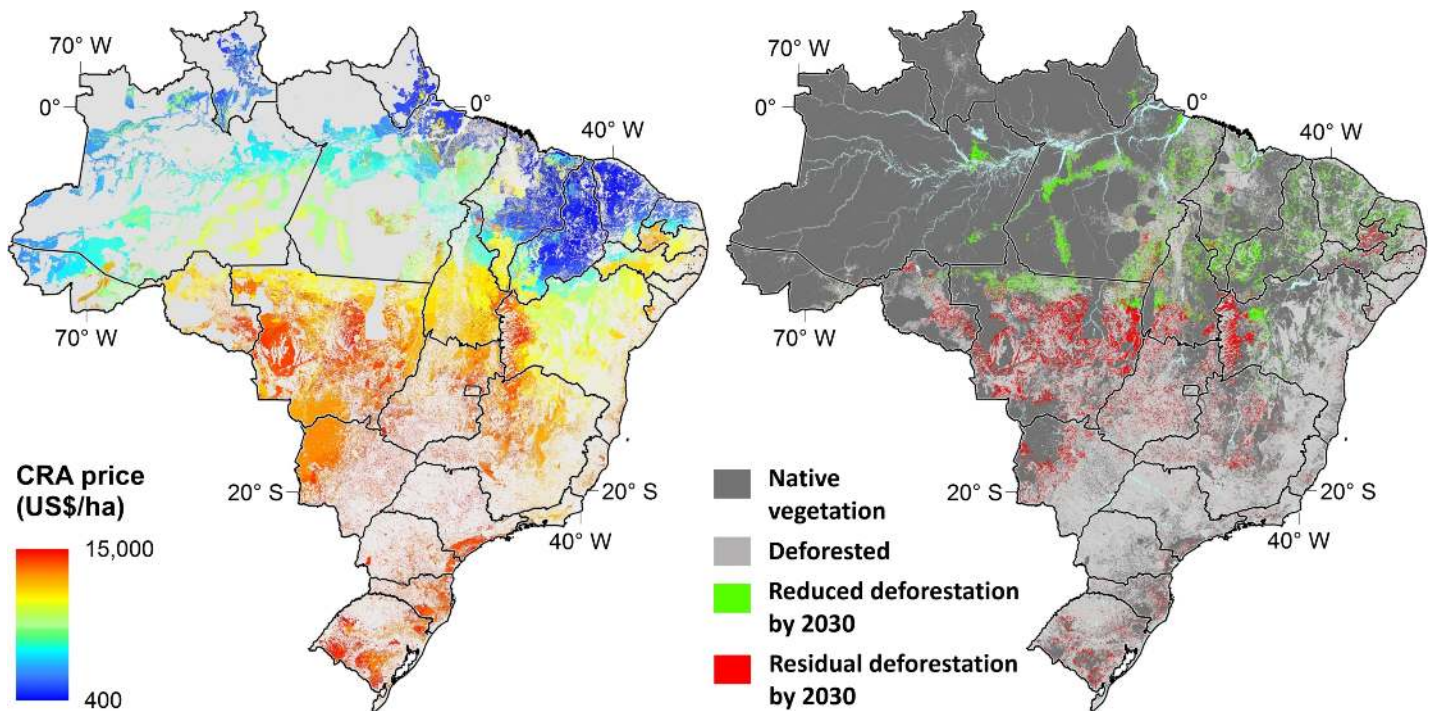 70° W
0°
0°
40° W
70° W
CRA price
(US$/ha)
15,000
400
20° S
40° W
70° W
0°
0°
40° W
70° W
20° S
20° S
40° W
Native
vegetation
Deforested
Reduced deforestation
by 2030
Residual deforestation
by 2030